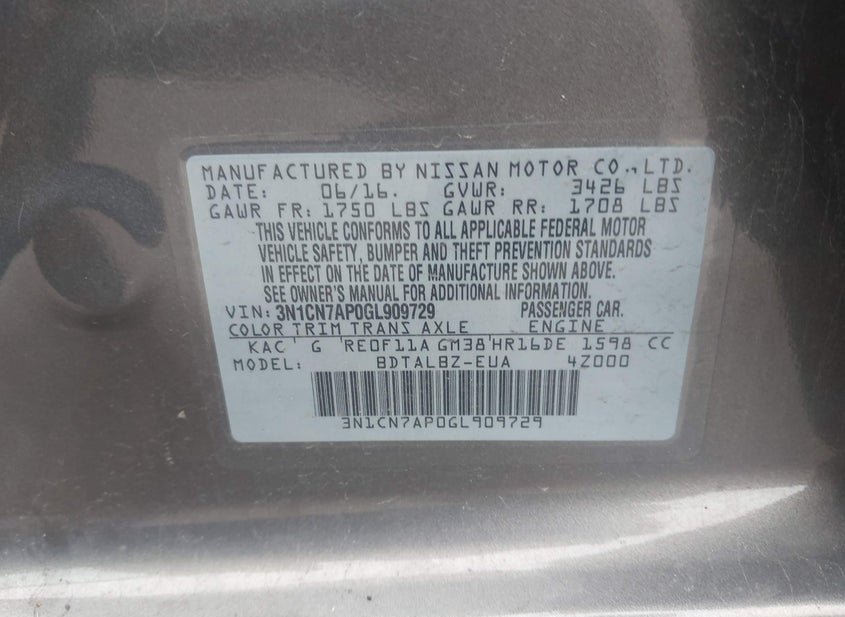 MANUFACTURED BY NISSAN MOTOR CO., LTD.
DATE: 06/16. GVWR: 3426 LBS
GAWR FR: 1750 LBS GAWR RR: 1708 LBS
THIS VEHICLE CONFORMS TO ALL APPLICABLE FEDERAL MOTOR
VEHICLE SAFETY, BUMPER AND THEFT PREVENTION STANDARDS
IN EFFECT ON THE DATE OF MANUFACTURE SHOWN ABOVE.
SEE OWNER'S MANUAL FOR ADDITIONAL INFORMATION.
VIN: 3N1CN7AP0GL909729 PASSENGER CAR.
COLOR TRIM TRANS AXLE ENGINE
KAC G RE0F11A GM38 HR16DE 1598 CC
MODEL: BDTALBZ-EUA 4Z000
3N1CN7AP0GL909729